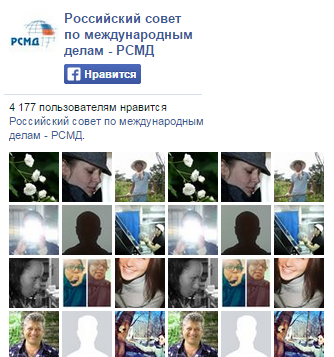 РСМД
Российский совет
по международным
делам - РСМД
Нравится
4 177 пользователям нравится
Российский совет по международным
делам - РСМД.